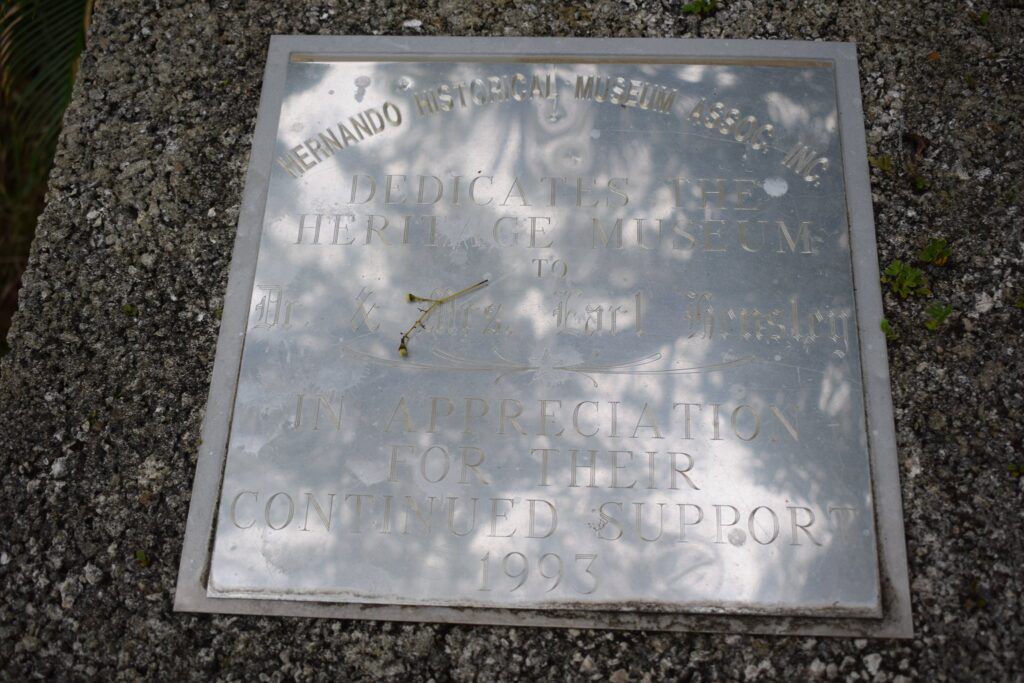 HERNANDO HISTORICAL MUSEUM ASSOC. INC.
DEDICATES THE
HERITAGE MUSEUM
TO
Dr. & Mrs. Earl Hensley
IN APPRECIATION
FOR THEIR
CONTINUED SUPPORT
1993